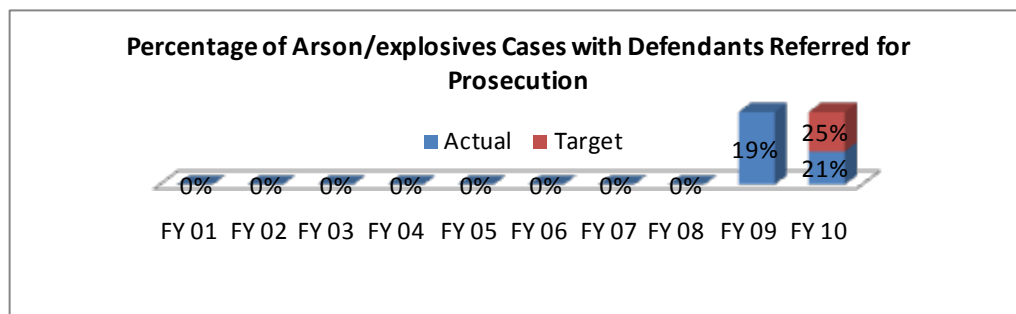 Percentage of Arson/explosives Cases with Defendants Referred for
Prosecution
Actual Target
25%
19%
21%
0% 0% 0% 0% 0% 0% 0% 0%
FY 01 FY 02 FY 03 FY 04 FY 05 FY 06 FY 07 FY 08 FY 09 FY 10